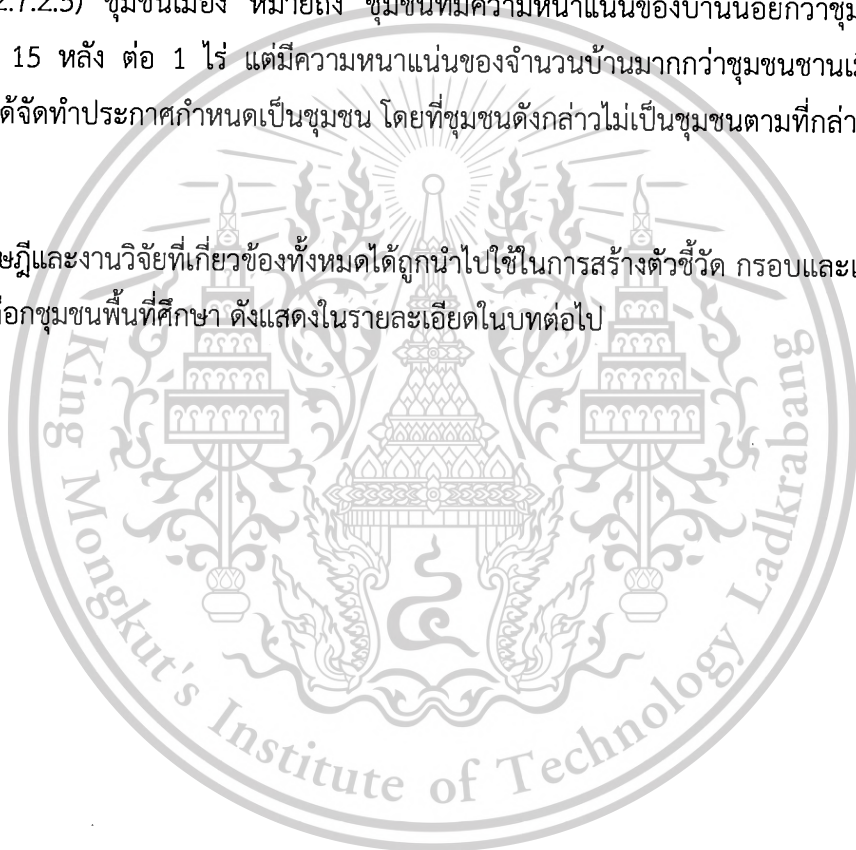 2.7.2.5) ชุมชนเมือง หมายถึง ชุมชนที่มีความหนาแน่นของบ้านน้อยกว่าชุม
15 หลัง ต่อ 1 ไร่ แต่มีความหนาแน่นของจำนวนบ้านมากกว่าชุมชนชานเมื
ได้จัดทำประกาศกำหนดเป็นชุมชน โดยที่ชุมชนดังกล่าวไม่เป็นชุมชนตามที่กล่า
ษฎีและงานวิจัยที่เกี่ยวข้องทั้งหมดได้ถูกนำไปใช้ในการสร้างตัวชี้วัด กรอบและเ
ลือกชุมชนพื้นที่ศึกษา ดังแสดงในรายละเอียดในบทต่อไป
King Mongkut's Institute of Technology Ladkrabang